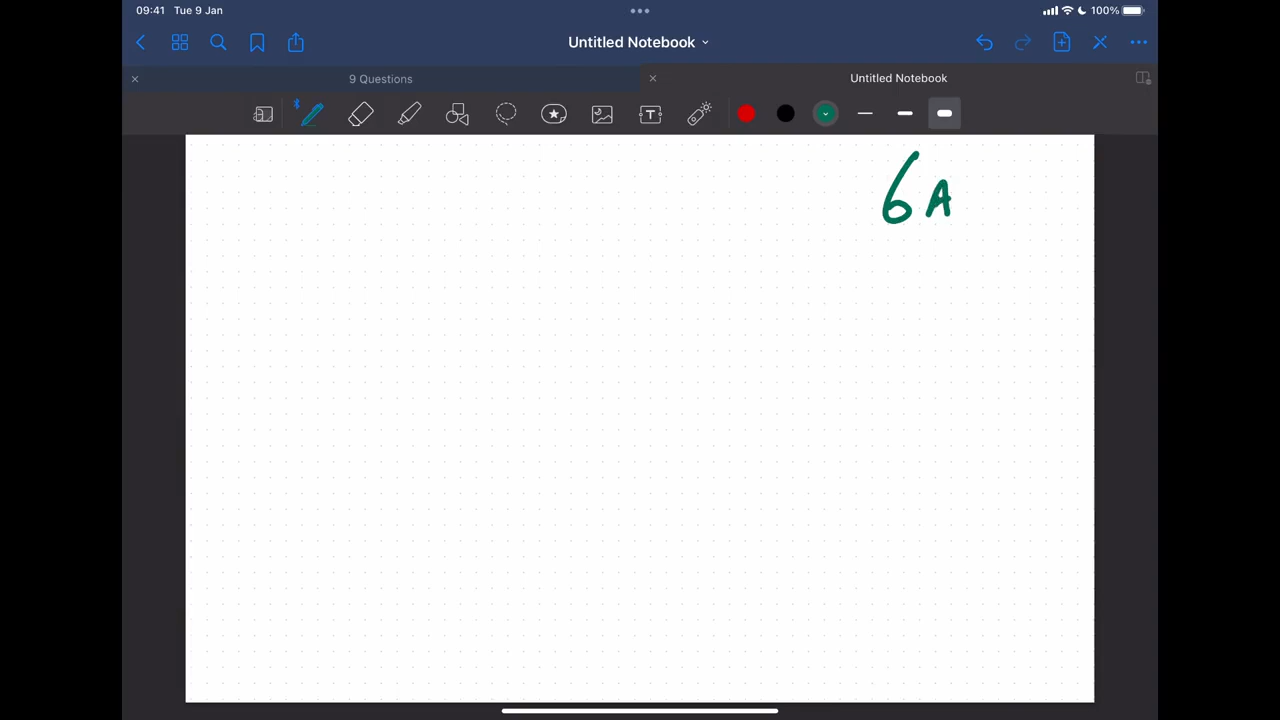 09:41 Tue 9 Jan
100%
Untitled Notebook
9 Questions
Untitled Notebook
T
6A